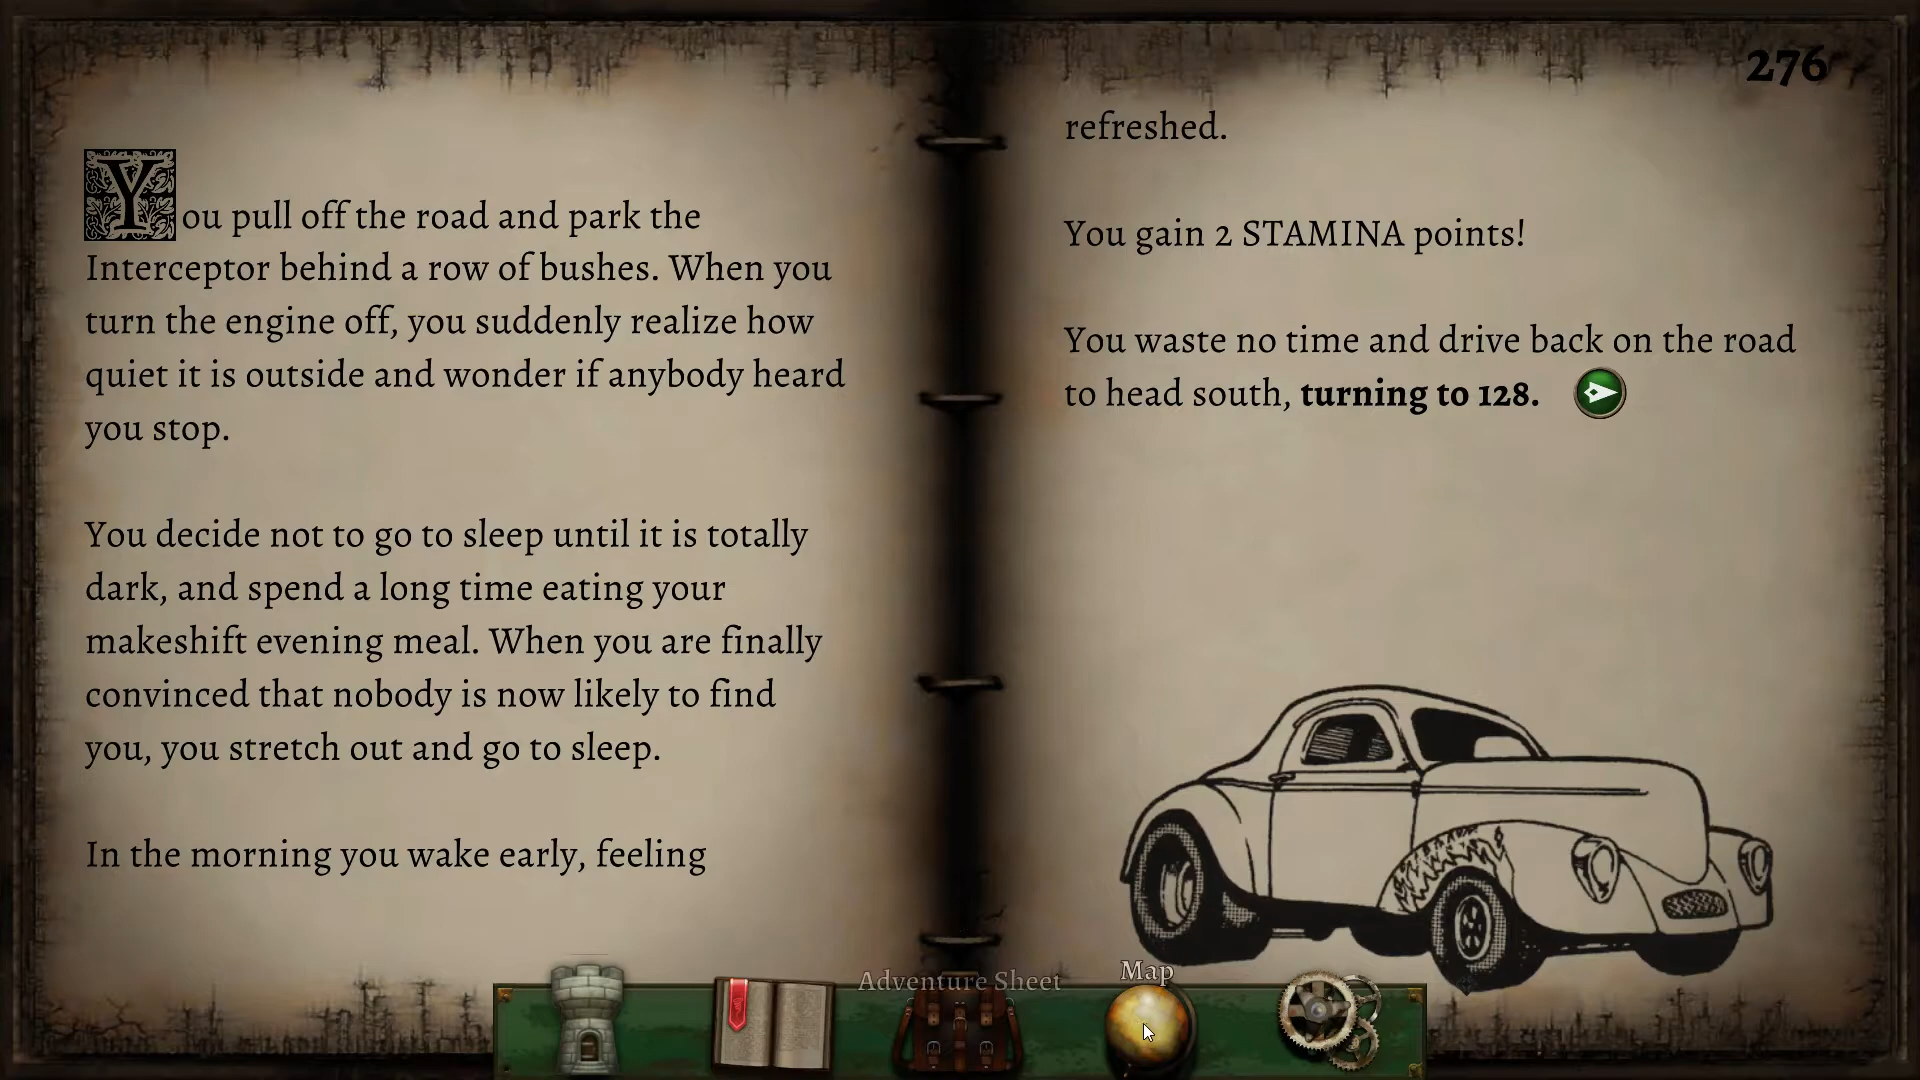 You pull off the road and park the
Interceptor behind a row of bushes. When you
turn the engine off, you suddenly realize how
quiet it is outside and wonder if anybody heard
you stop.
You decide not to go to sleep until it is totally
dark, and spend a long time eating your
makeshift evening meal. When you are finally
convinced that nobody is now likely to find
you, you stretch out and go to sleep.
In the morning you wake early, feeling
276
refreshed.
You gain 2 STAMINA points!
You waste no time and drive back on the road
to head south, turning to 128.
Adventure Sheet
Map